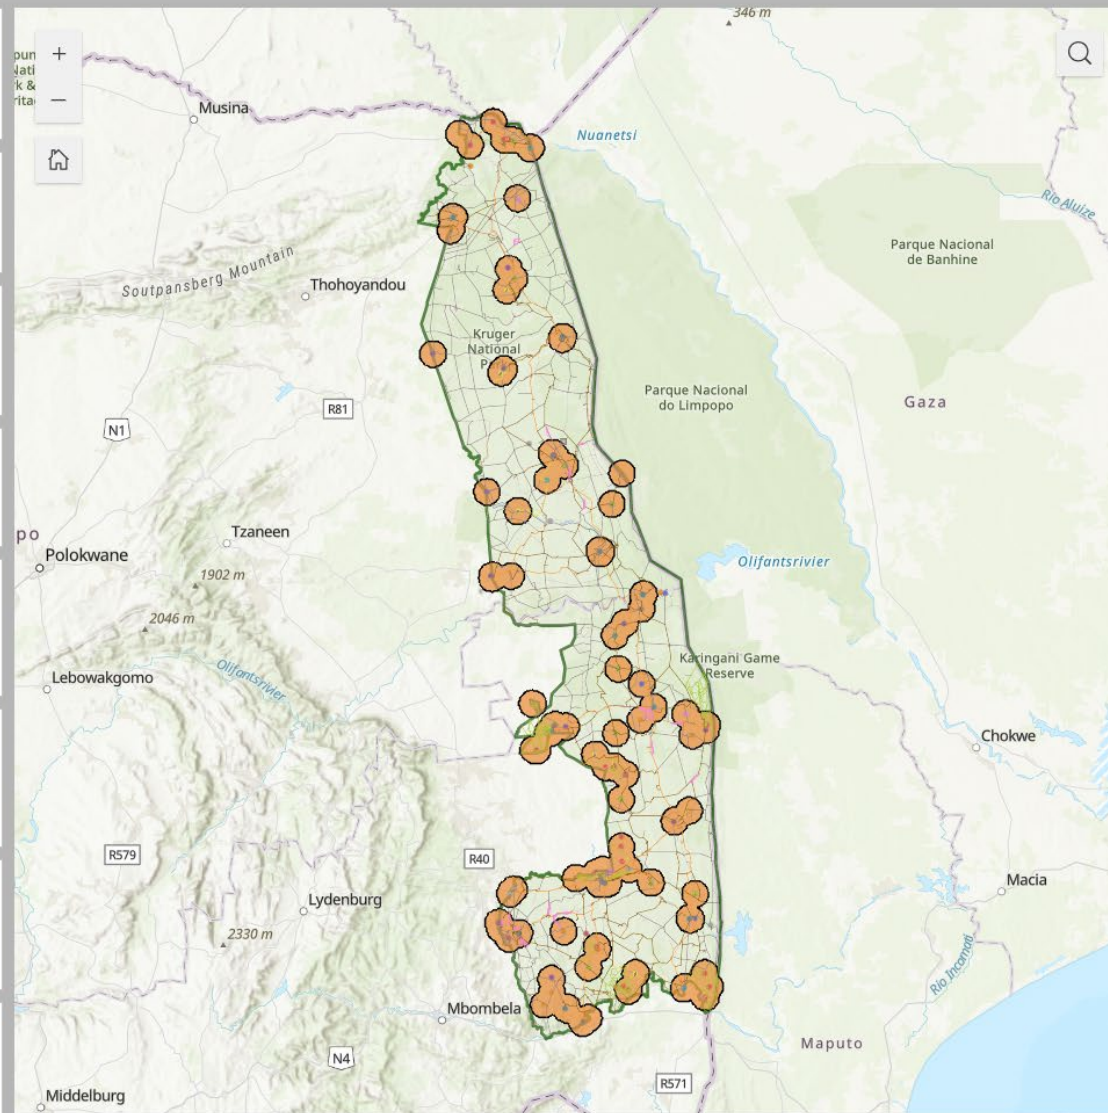 346 m
+
Musina
Nuanetsi
Rio Aluize
Parque Nacional
de Banhine
Soutpansberg Mountain
Thohoyandou
Kruger
National
Parque Nacional
do Limpopo
Gaza
R81
N1
Tzaneen
po
Polokwane
1902 m
Olifantsrivier
2046 m
Karingani Game
Reserve
Lebowakgomo
Olifantsrivier
Chokwe
R579
R40
Macia
Lydenburg
2330 m
Rio Incomati
Mbombela
Maputo
N4
R571
Middelburg